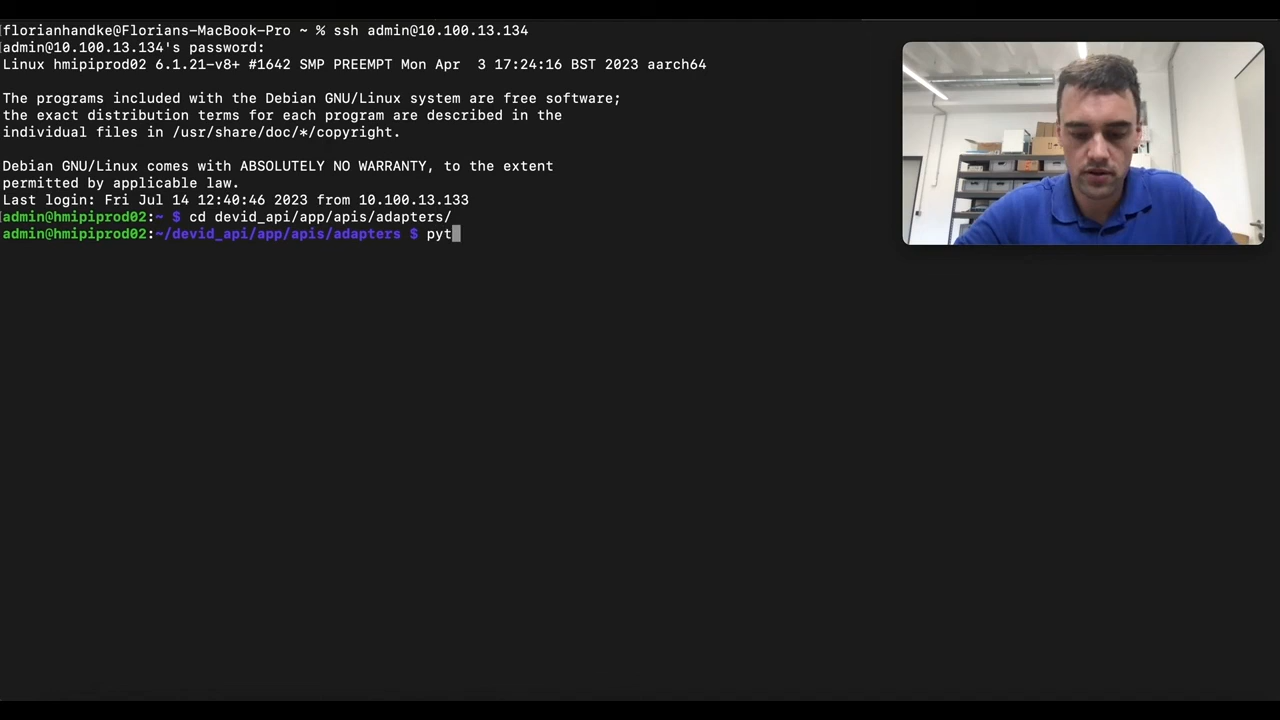 florianhandke@Florians-MacBook-Pro ~ % ssh admin@10.100.13.134
admin@10.100.13.134's password:
Linux hmipiprod02 6.1.21-v8+ #1642 SMP PREEMPT Mon Apr  3 17:24:16 BST 2023 aarch64
The programs included with the Debian GNU/Linux system are free software;
the exact distribution terms for each program are described in the
individual files in /usr/share/doc/*/copyright.
Debian GNU/Linux comes with ABSOLUTELY NO WARRANTY, to the extent
permitted by applicable law.
Last login: Fri Jul 14 12:40:46 2023 from 10.100.13.133
admin@hmipiprod02:~ $ cd devid_api/app/apis/adapters/
admin@hmipiprod02:~/devid_api/app/apis/adapters $ pyt